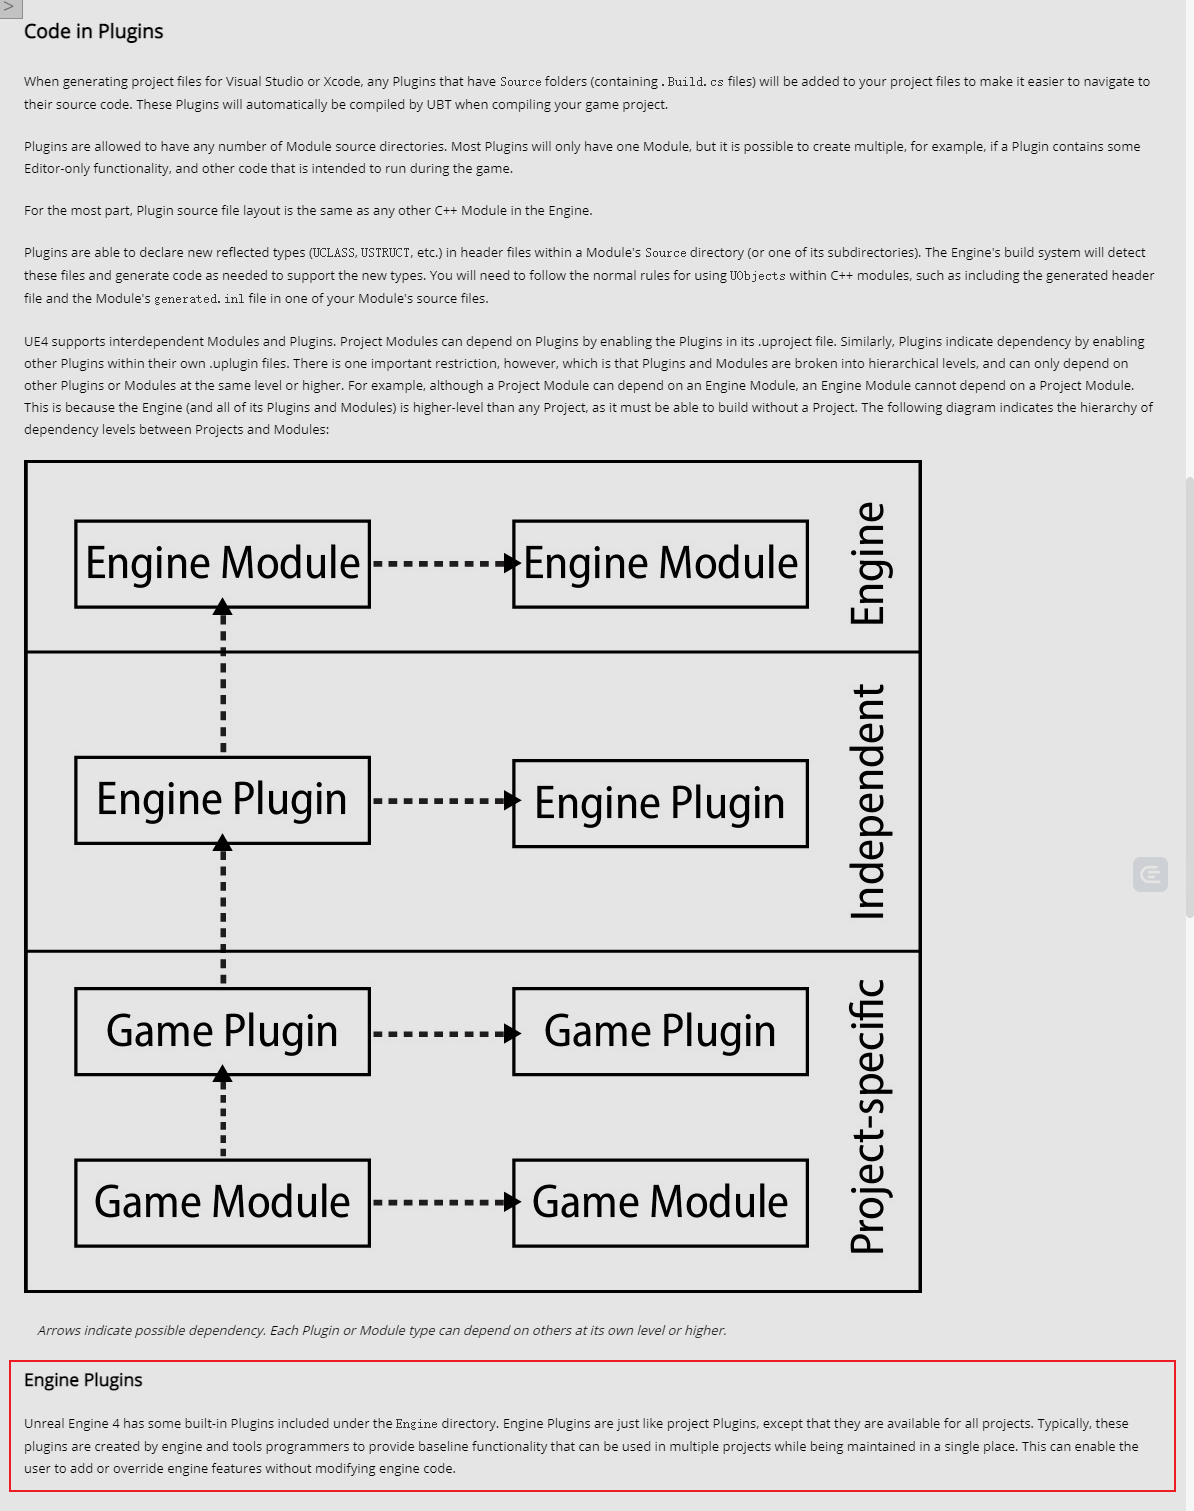 >
Code in Plugins
When generating project files for Visual Studio or Xcode, any Plugins that have Source folders (containing .Build.cs files) will be added to your project files to make it easier to navigate to
their source code. These Plugins will automatically be compiled by UBT when compiling your game project.
Plugins are allowed to have any number of Module source directories. Most Plugins will only have one Module, but it is possible to create multiple, for example, if a Plugin contains some
Editor-only functionality, and other code that is intended to run during the game.
For the most part, Plugin source file layout is the same as any other C++ Module in the Engine.
Plugins are able to declare new reflected types (UCLASS, USTRUCT, etc.) in header files within a Module's Source directory (or one of its subdirectories). The Engine's build system will detect
these files and generate code as needed to support the new types. You will need to follow the normal rules for using UObjects within C++ modules, such as including the generated header
file and the Module's generated.inl file in one of your Module's source files.
UE4 supports interdependent Modules and Plugins. Project Modules can depend on Plugins by enabling the Plugins in its .uproject file. Similarly, Plugins indicate dependency by enabling
other Plugins within their own .uplugin files. There is one important restriction, however, which is that Plugins and Modules are broken into hierarchical levels, and can only depend on
other Plugins or Modules at the same level or higher. For example, although a Project Module can depend on an Engine Module, an Engine Module cannot depend on a Project Module.
This is because the Engine (and all of its Plugins and Modules) is higher-level than any Project, as it must be able to build without a Project. The following diagram indicates the hierarchy of
dependency levels between Projects and Modules:
Engine Module
Engine Module
Engine
Engine Plugin
Engine Plugin
Independent
Game Plugin
Game Plugin
Game Module
Game Module
Project-specific
Arrows indicate possible dependency. Each Plugin or Module type can depend on others at its own level or higher.
Engine Plugins
Unreal Engine 4 has some built-in Plugins included under the Engine directory. Engine Plugins are just like project Plugins, except that they are available for all projects. Typically, these
plugins are created by engine and tools programmers to provide baseline functionality that can be used in multiple projects while being maintained in a single place. This can enable the
user to add or override engine features without modifying engine code.